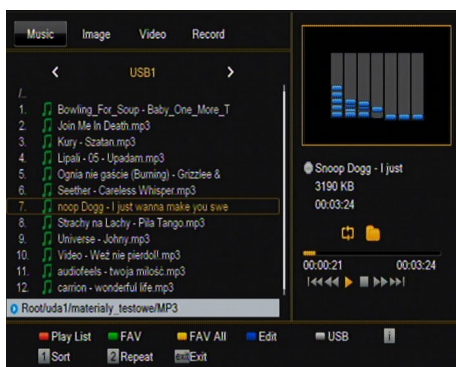 Music Image Video Record
USB1
/..
1. Bowling_For_Soup - Baby_One_More_T
2. Join Me In Death.mp3
3. Kury - Szatan.mp3
4. Lipali - 05 - Upadam.mp3
5. Ognia nie gaście (Burning) - Grizzlee &
6. Seether - Careless Whisper.mp3
7. noop Dogg - I just wanna make you swe
8. Strachy na Lachy - Pila Tango.mp3
9. Universe - Johny.mp3
10. Video - Weź nie pierdol!.mp3
11. audiofeels - twoja miłość.mp3
12. carrion - wonderful life.mp3
Root/uda1/materialy_testowe/MP3
Snoop Dogg - I just
3190 KB
00:03:24
00:00:21 00:03:24
Play List FAV FAV All Edit USB i
1 Sort 2 Repeat exit Exit